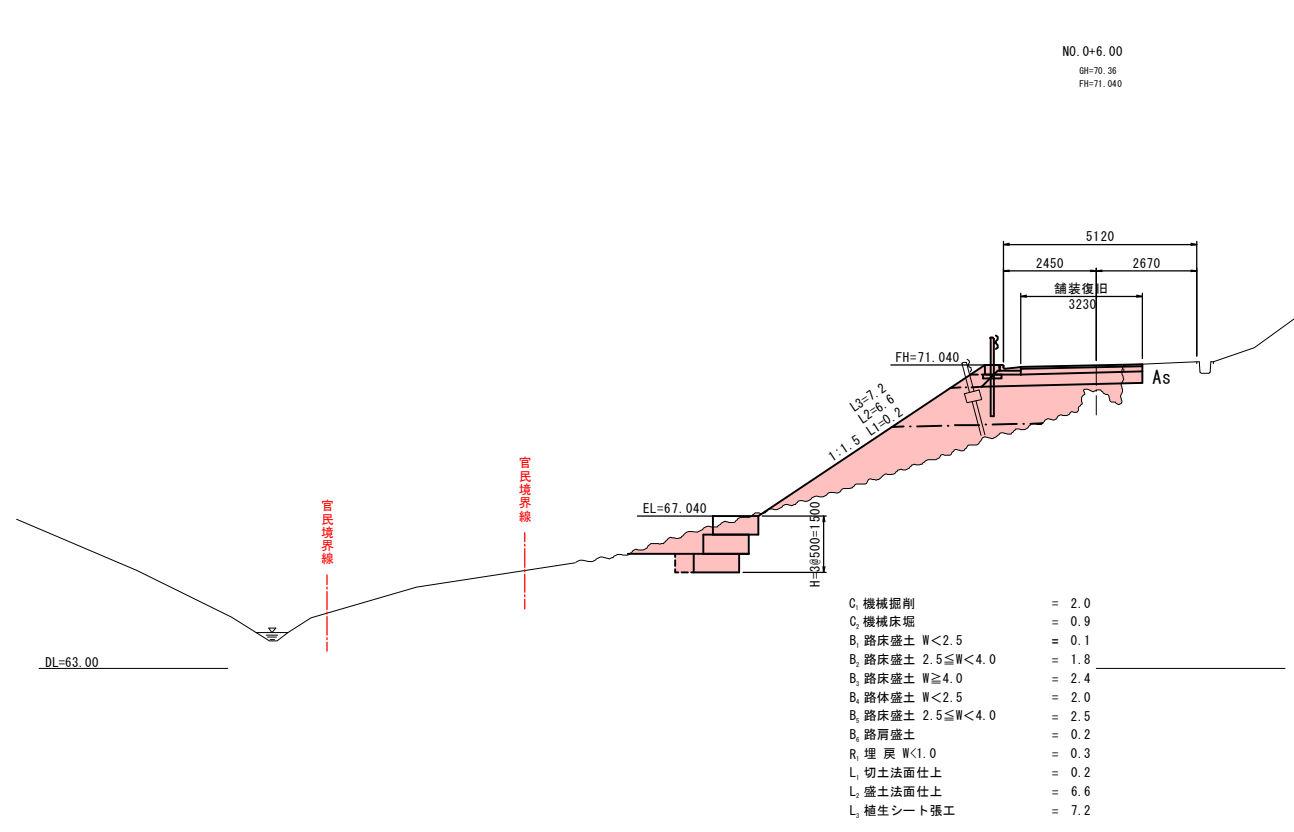 NO.0+6.00
GH=70.36
FH=71.040
5120
2450
2670
舗装復旧
3230
FH=71.040
As
L3=7.2
L2=6.6
1:1.5 L1=0.2
官民境界線
官民境界線
EL=67.040
H=3@500=1500
DL=63.00
C₁ 機械掘削 = 2.0
C₂ 機械床堀 = 0.9
B₁ 路床盛土 W<2.5 = 0.1
B₂ 路床盛土 2.5≦W<4.0 = 1.8
B₃ 路床盛土 W≧4.0 = 2.4
B₄ 路体盛土 W<2.5 = 2.0
B₅ 路床盛土 2.5≦W<4.0 = 2.5
B₆ 路肩盛土 = 0.2
R₁ 埋 戻 W<1.0 = 0.3
L₁ 切土法面仕上 = 0.2
L₂ 盛土法面仕上 = 6.6
L₃ 植生シート張工 = 7.2